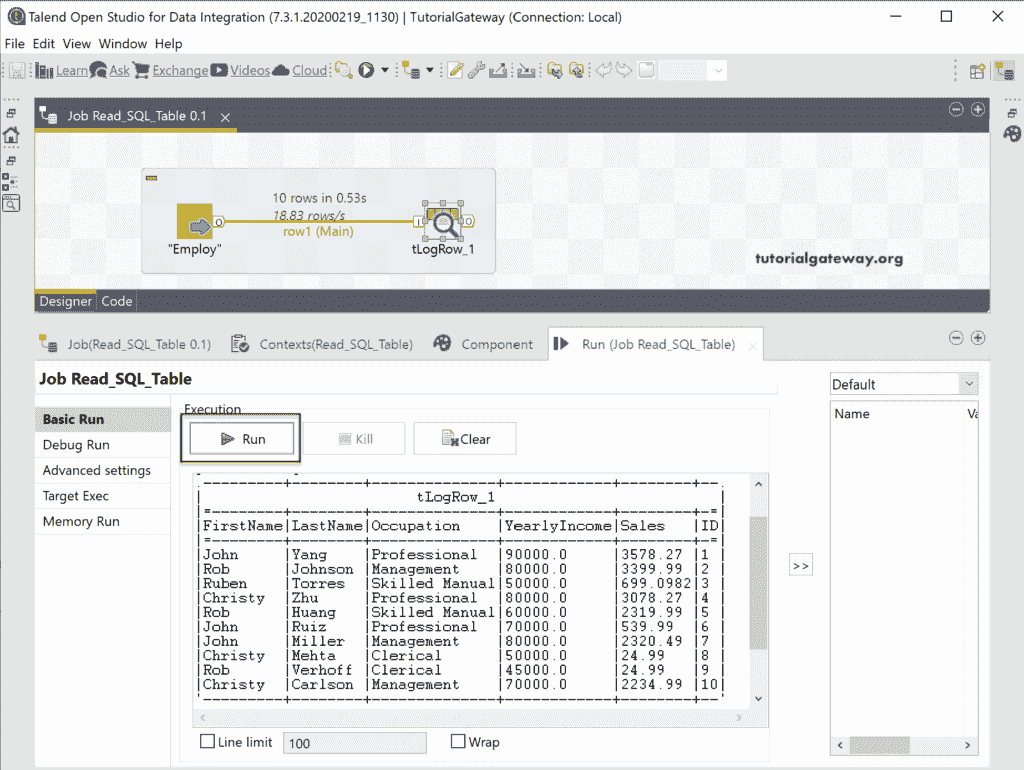 Talend Open Studio for Data Integration (7.3.1.20200219_1130) | TutorialGateway (Connection: Local)
File Edit View Window Help
Learn Ask Exchange Videos Cloud
Job Read_SQL_Table 0.1
10 rows in 0.53s
18.83 rows/s
row1 (Main)
O
I
O
"Employ"
tLogRow_1
tutorialgateway.org
Designer Code
Job(Read_SQL_Table 0.1) Contexts(Read_SQL_Table) Component Run (Job Read_SQL_Table)
Job Read_SQL_Table
Default
Name Va
Basic Run
Debug Run
Advanced settings
Target Exec
Memory Run
Execution
Run Kill Clear
.---------+--------+--------------+------------+--------+--.
| tLogRow_1 |
|=--------+--------+--------------+------------+--------+-=|
|FirstName|LastName|Occupation |YearlyIncome|Sales |ID|
|=--------+--------+--------------+------------+--------+-=|
|John |Yang |Professional |90000.0 |3578.27 |1 |
|Rob |Johnson |Management |80000.0 |3399.99 |2 |
|Ruben |Torres |Skilled Manual|50000.0 |699.0982|3 |
|Christy |Zhu |Professional |80000.0 |3078.27 |4 |
|Rob |Huang |Skilled Manual|60000.0 |2319.99 |5 |
|John |Ruiz |Professional |70000.0 |539.99 |6 |
|John |Miller |Management |80000.0 |2320.49 |7 |
|Christy |Mehta |Clerical |50000.0 |24.99 |8 |
|Rob |Verhoff |Clerical |45000.0 |24.99 |9 |
|Christy |Carlson |Management |70000.0 |2234.99 |10|
'---------+--------+--------------+------------+--------+--'
>>
Line limit 100 Wrap